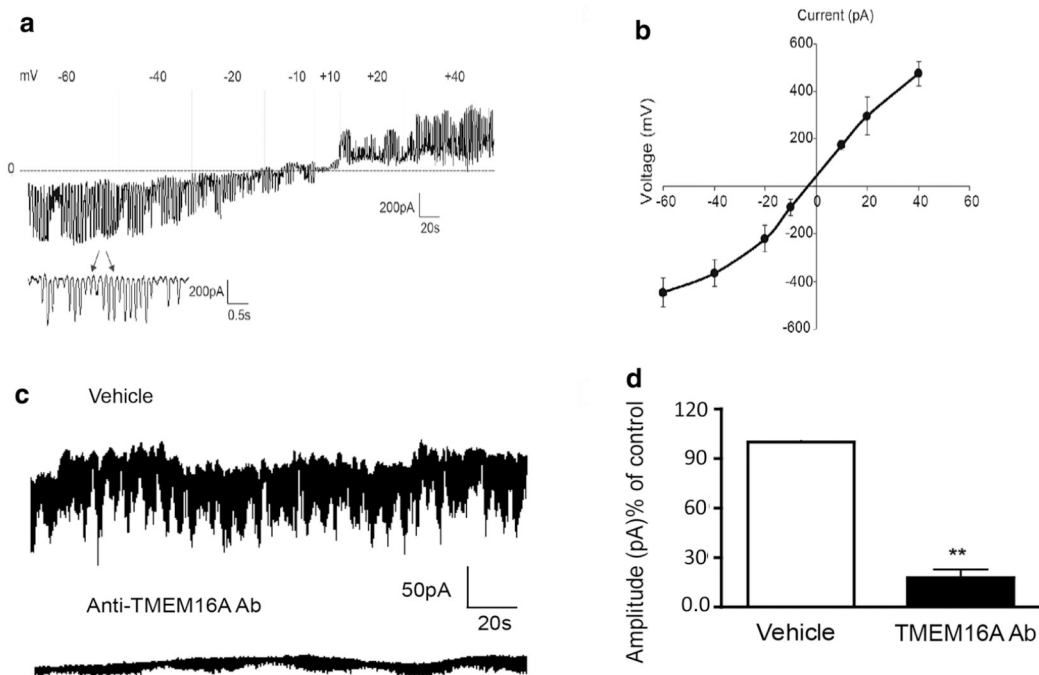 a
mV -60 -40 -20 -10 +10 +20 +40
0
200pA
20s
200pA
0.5s
b
Current (pA)
600
400
200
-200
-400
-600
Voltage (mV)
-60 -40 -20 0 20 40 60
c
Vehicle
Anti-TMEM16A Ab
50pA
20s
d
Amplitude (pA)% of control
120
90
60
30
0.0
**
Vehicle TMEM16A Ab